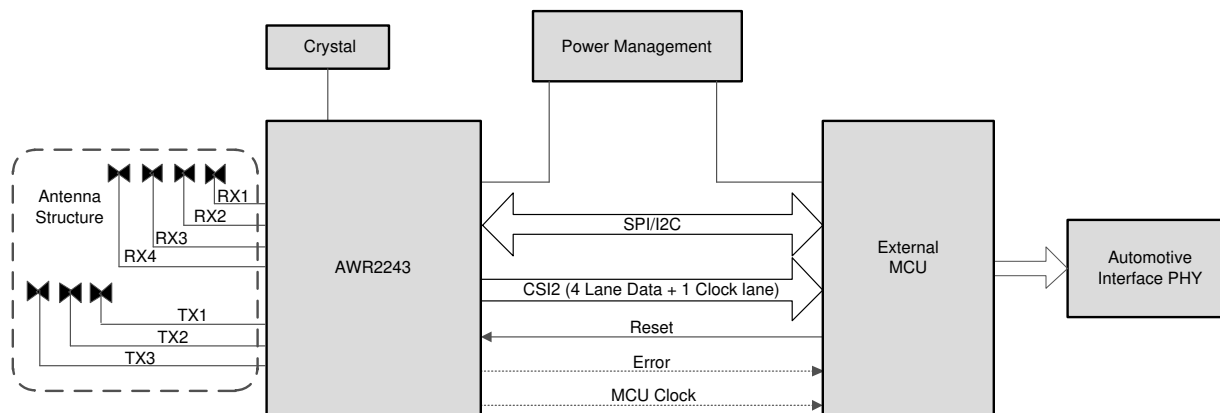 Crystal
Power Management
Antenna
Structure
RX1
RX2
RX3
RX4
TX1
TX2
TX3
AWR2243
SPI/I2C
CSI2 (4 Lane Data + 1 Clock lane)
Reset
Error
MCU Clock
External
MCU
Automotive
Interface PHY